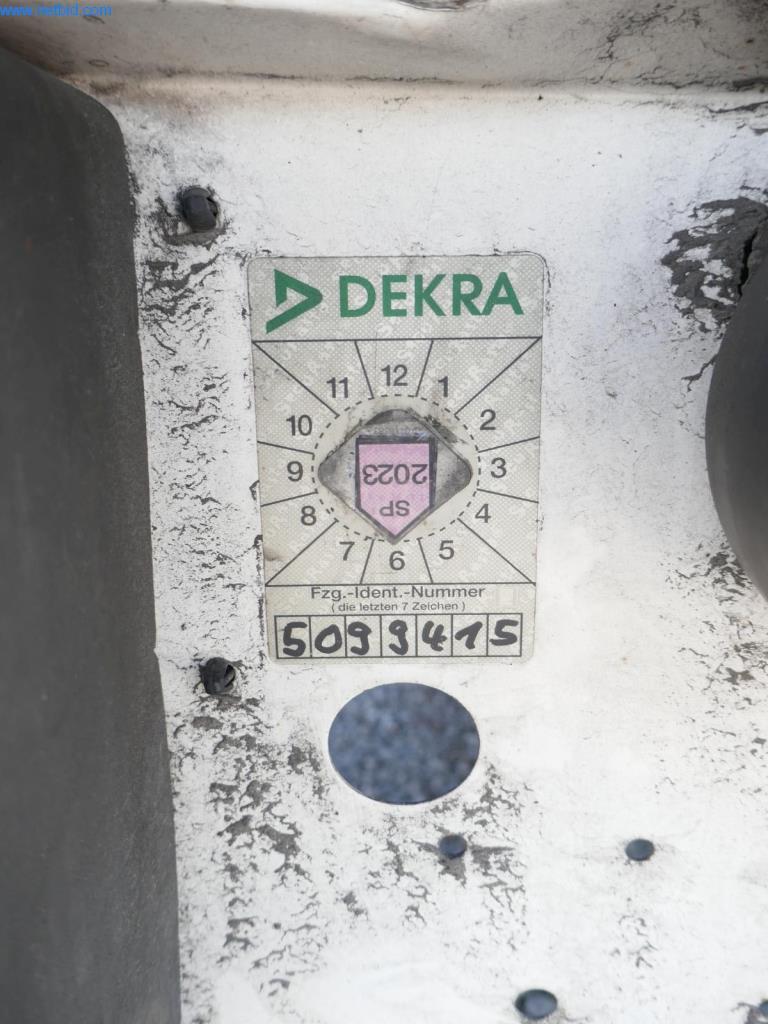 www.netbid.com
DEKRA
12
11
1
10
2
9
3
8
4
7
5
6
2023
SP
Fzg.-Ident.-Nummer
(die letzten 7 Zeichen)
5099415